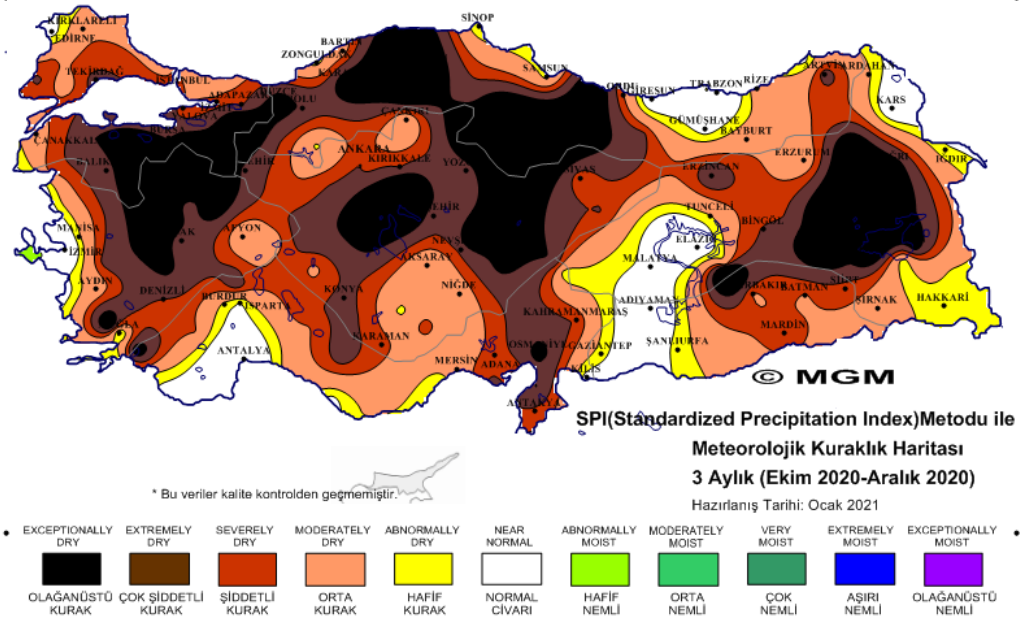 KIRKLARELİ
EDİRNE
TEKİRDAĞ
İSTANBUL
SİNOP
BARTIN
ZONGULDAK
SAMSUN
ORDU
GİRESUN
TRABZON
RİZE
ARTVİN
ARDAHAN
KARS
GÜMÜŞHANE
BAYBURT
ADAPAZARI
YALOVA
BURSA
ÇANKIRI
ÇANAKKALE
ANKARA
KIRIKKALE
ERZURUM
IĞDIR
ERZİNCAN
TUNCELİ
BİNGÖL
MANİSA
İZMİR
AFYON
ELAZIĞ
MALATYA
AKSARAY
NİĞDE
AYDIN
DENİZLİ
BURDUR
ISPARTA
KONYA
ADIYAMAN
BATMAN
SİİRT
ŞIRNAK
HAKKARİ
KAHRAMANMARAŞ
MARDİN
KARAMAN
ANTALYA
MERSİN
ADANA
OSMANİYE
GAZİANTEP
ŞANLIURFA
KİLİS
ANTAKYA
© MGM
SPI(Standardized Precipitation Index)Metodu ile
Meteorolojik Kuraklık Haritası
3 Aylık (Ekim 2020-Aralık 2020)
Hazırlanış Tarihi: Ocak 2021
* Bu veriler kalite kontrolden geçmemiştir.
EXCEPTIONALLY DRY
EXTREMELY DRY
SEVERELY DRY
MODERATELY DRY
ABNORMALLY DRY
NEAR NORMAL
ABNORMALLY MOIST
MODERATELY MOIST
VERY MOIST
EXTREMELY MOIST
EXCEPTIONALLY MOIST
OLAĞANÜSTÜ KURAK
ÇOK ŞİDDETLİ KURAK
ŞİDDETLİ KURAK
ORTA KURAK
HAFİF KURAK
NORMAL CİVARI
HAFİF NEMLİ
ORTA NEMLİ
ÇOK NEMLİ
AŞIRI NEMLİ
OLAĞANÜSTÜ NEMLİ